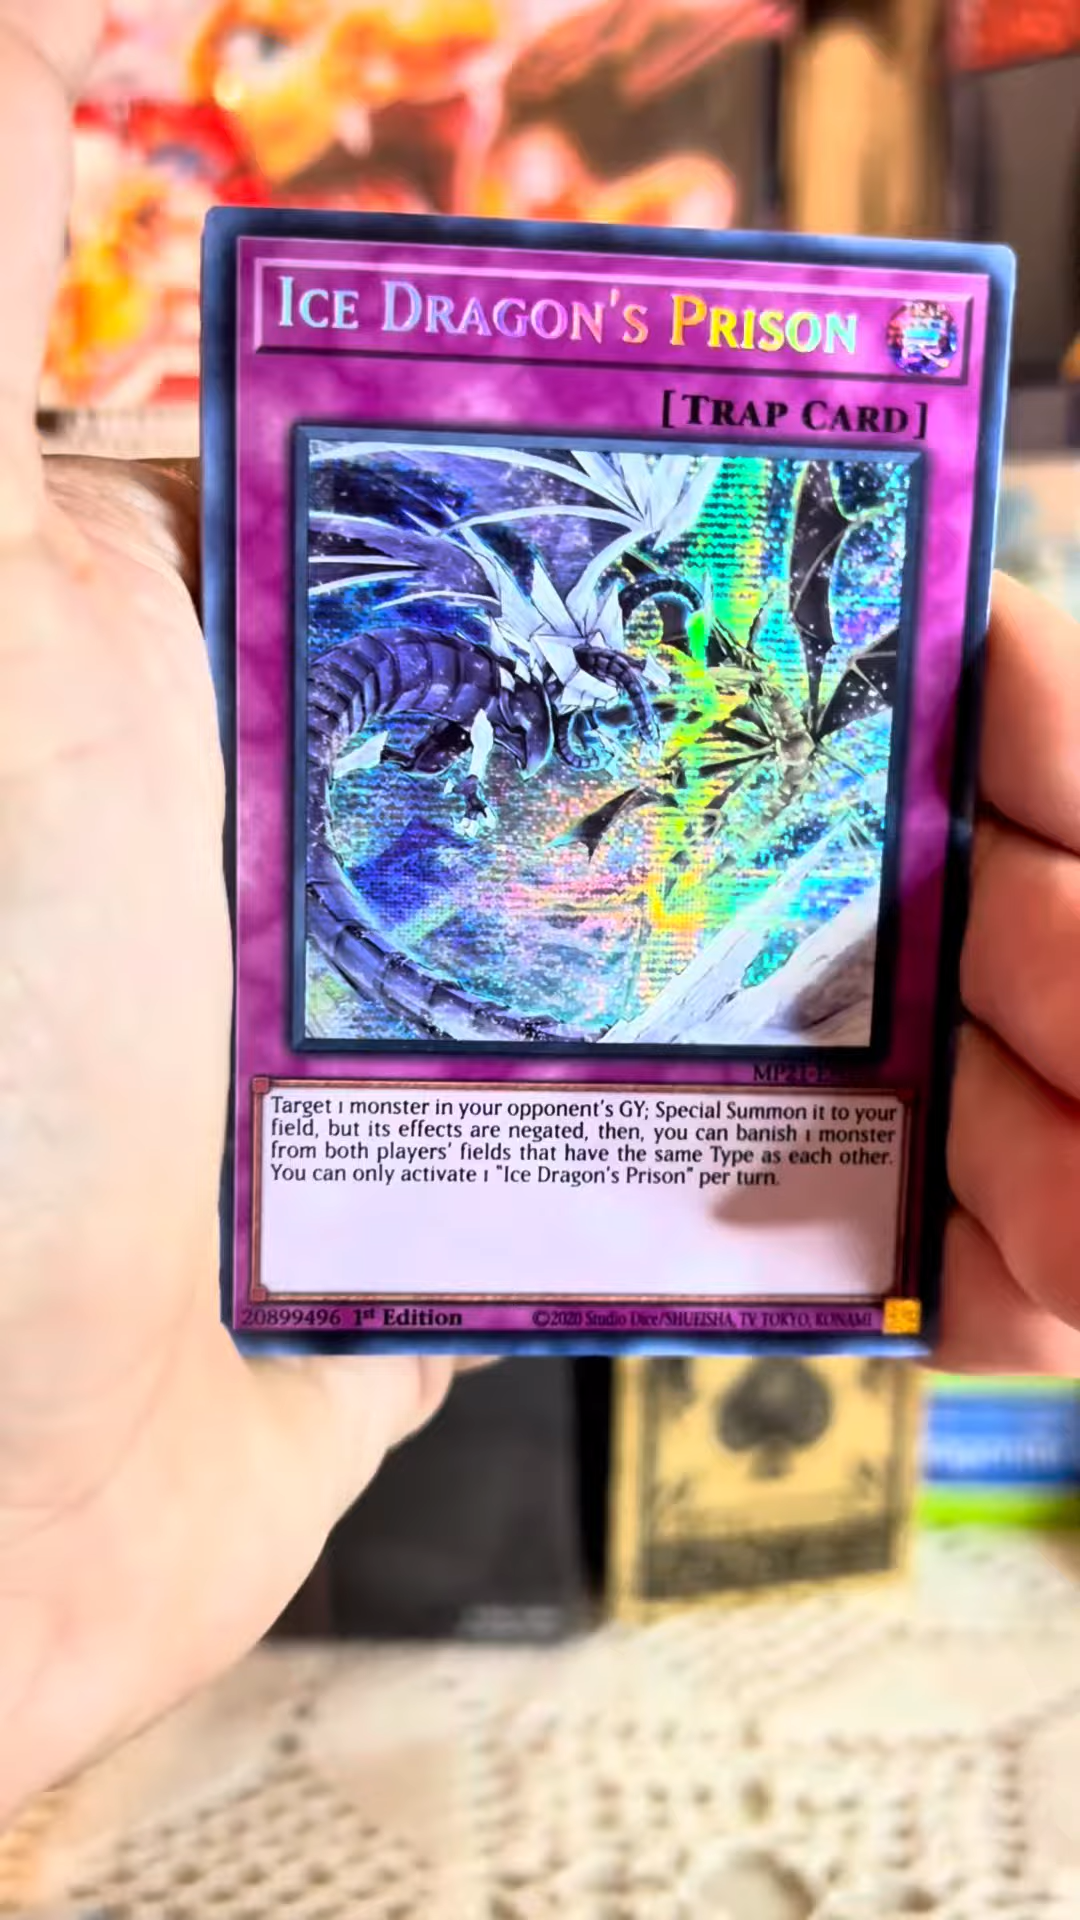 ICE DRAGON'S PRISON
TRAP
[TRAP CARD]
Target 1 monster in your opponent's GY; Special Summon it to your
field, but its effects are negated, then, you can banish 1 monster
from both players' fields that have the same Type as each other.
You can only activate 1 "Ice Dragon's Prison" per turn.
20899496 1st Edition
©2020 Studio Dice/SHUEISHA, TV TOKYO, KONAMI